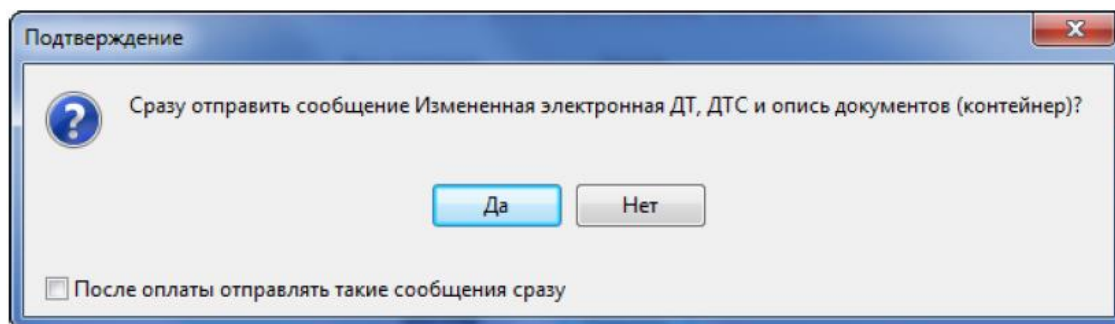 Подтверждение
Сразу отправить сообщение Измененная электронная ДТ, ДТС и опись документов (контейнер)?
Да
Нет
После оплаты отправлять такие сообщения сразу